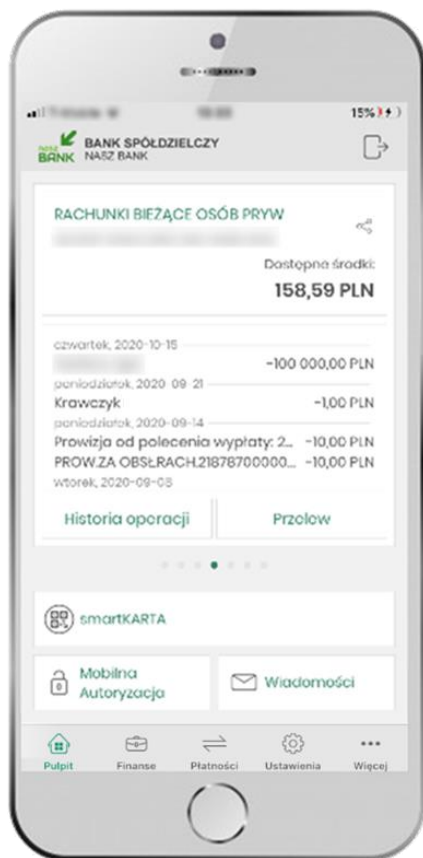 15%
NASZ BANK
BANK SPÓŁDZIELCZY
NASZ BANK
RACHUNKI BIEŻĄCE OSÓB PRYW
Dostępne środki:
158,59 PLN
czwartek, 2020-10-15
-100 000,00 PLN
poniedziałek, 2020-09-21
Krawczyk -1,00 PLN
poniedziałek, 2020-09-14
Prowizja od polecenia wypłaty: 2... -10,00 PLN
PROW.ZA OBSŁ.RACH.21878700000... -10,00 PLN
wtorek, 2020-09-08
Historia operacji Przelew
smartKARTA
Mobilna Autoryzacja Wiadomości
Pulpit Finanse Płatności Ustawienia Więcej